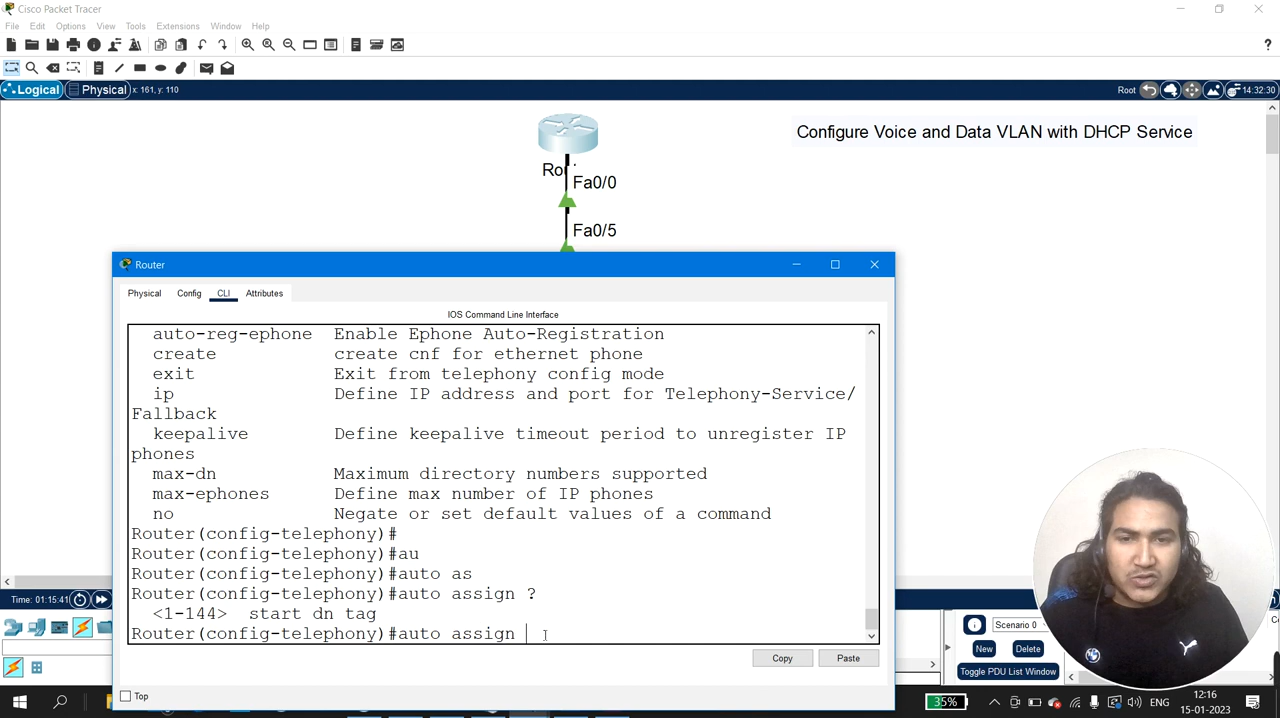 Cisco Packet Tracer
File Edit Options View Tools Extensions Window Help
?
Logical Physical x: 161, y: 110
Root 14:32:30
Configure Voice and Data VLAN with DHCP Service
Fa0/0
Fa0/5
Router
Physical Config CLI Attributes
IOS Command Line Interface
auto-reg-ephone Enable Ephone Auto-Registration
create create cnf for ethernet phone
exit Exit from telephony config mode
ip Define IP address and port for Telephony-Service/
Fallback
keepalive Define keepalive timeout period to unregister IP
phones
max-dn Maximum directory numbers supported
max-ephones Define max number of IP phones
no Negate or set default values of a command
Router(config-telephony)#
Router(config-telephony)#au
Router(config-telephony)#auto as
Router(config-telephony)#auto assign ?
<1-144> start dn tag
Router(config-telephony)#auto assign
Copy Paste
Top
Time: 01:15:41
Scenario 0
New Delete
Toggle PDU List Window
35% ENG
12:16
15-01-2023